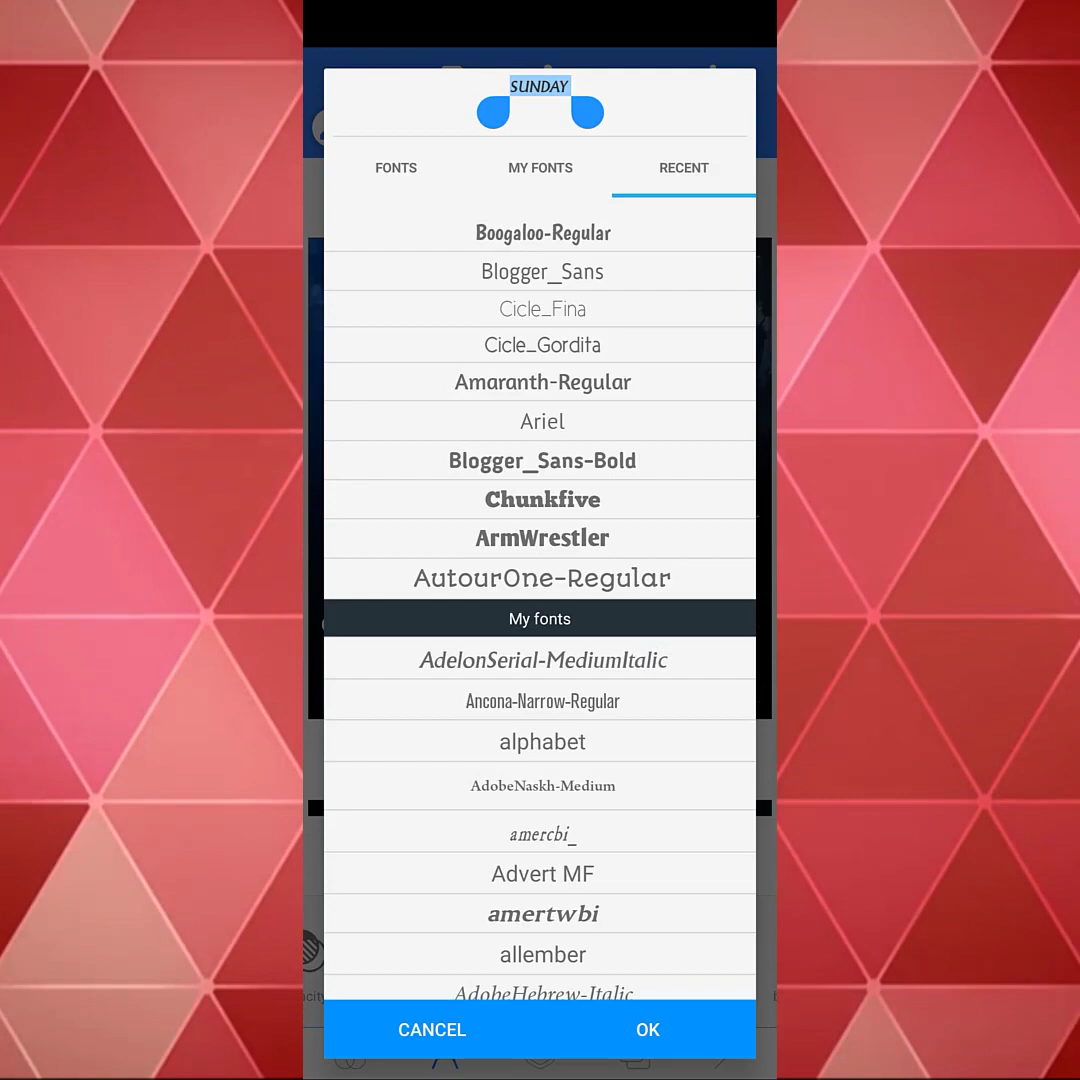 SUNDAY
FONTS MY FONTS RECENT
Boogaloo-Regular
Blogger_Sans
Cicle_Fina
Cicle_Gordita
Amaranth-Regular
Ariel
Blogger_Sans-Bold
Chunkfive
ArmWrestler
AutourOne-Regular
My fonts
AdelonSerial-MediumItalic
Ancona-Narrow-Regular
alphabet
AdobeNaskh-Medium
amercbi_
Advert MF
amertwbi
allember
AdobeHebrew-Italic
CANCEL OK